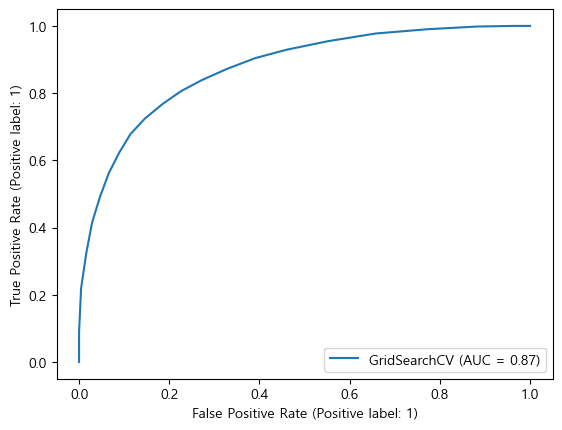 1.0
0.8
0.6
0.4
0.2
0.0
True Positive Rate (Positive label: 1)
GridSearchCV (AUC = 0.87)
0.0 0.2 0.4 0.6 0.8 1.0
False Positive Rate (Positive label: 1)